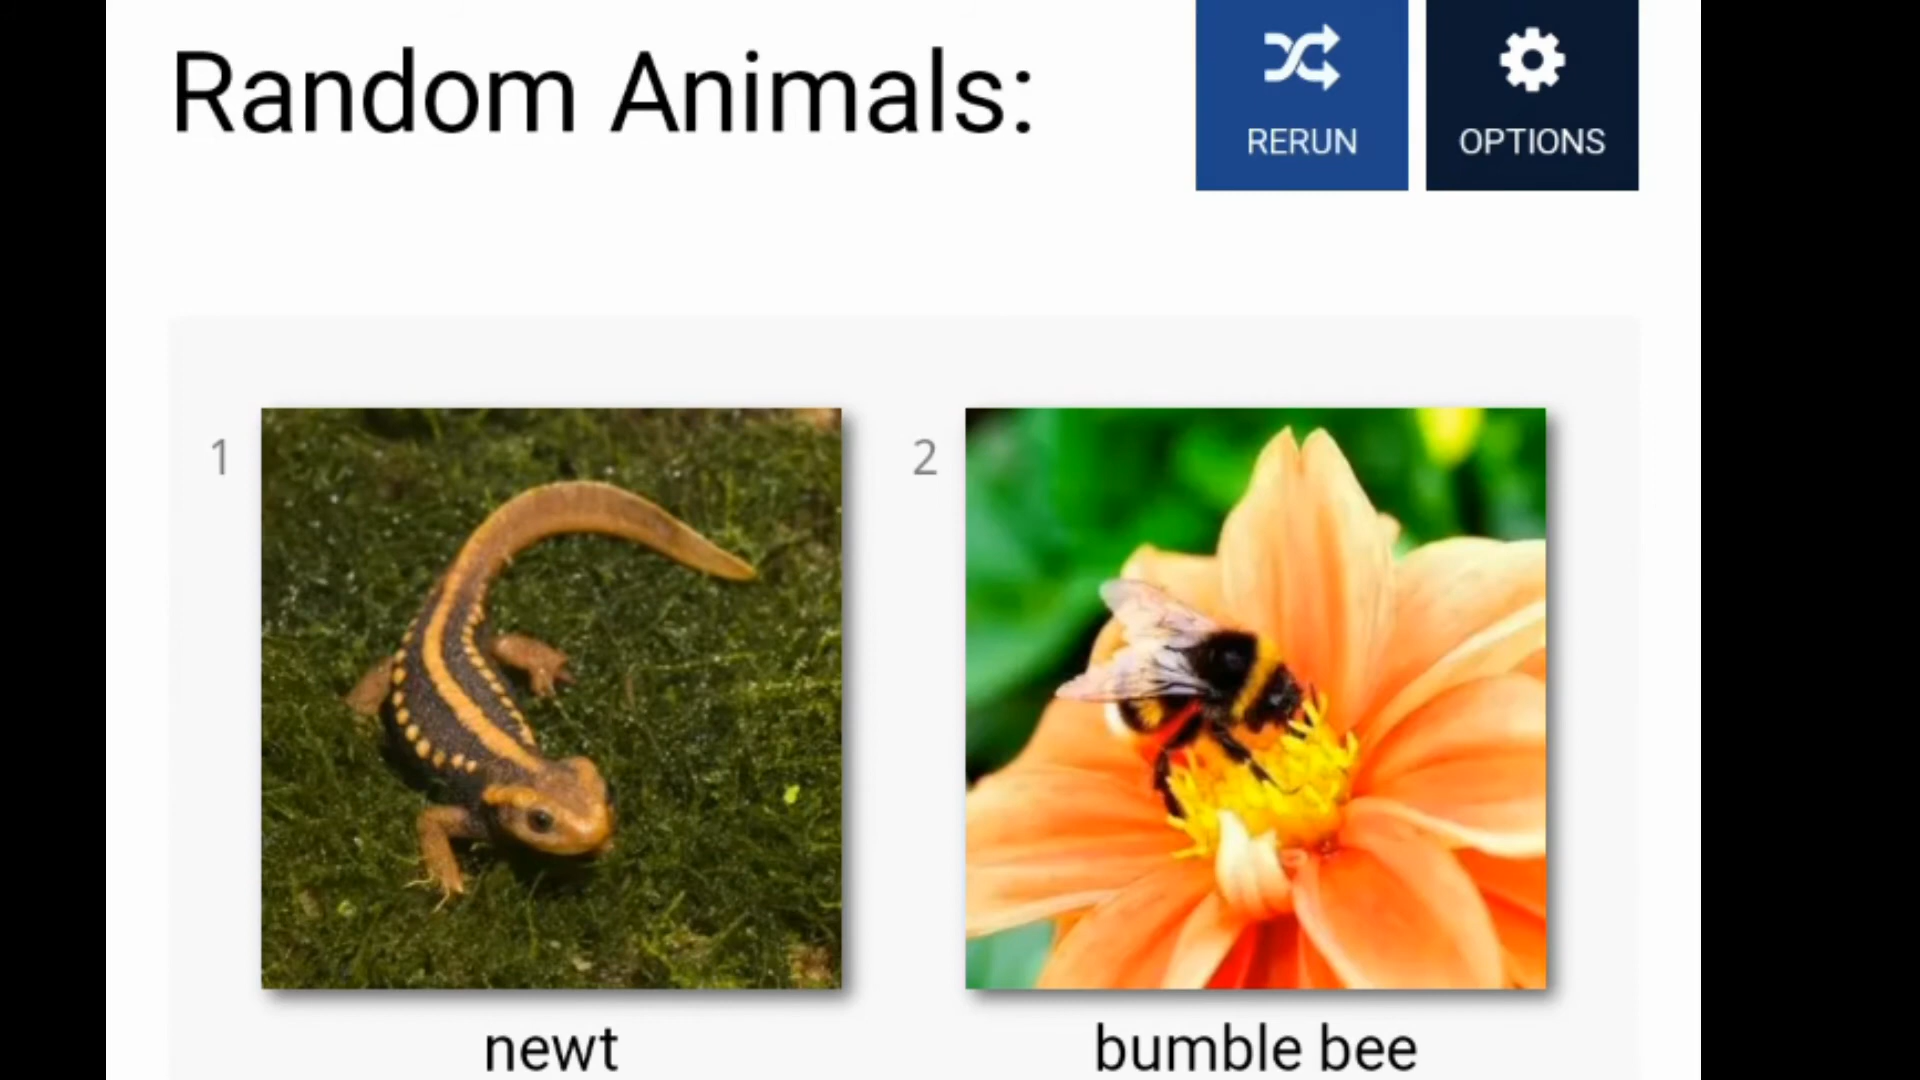 Random Animals:
RERUN
OPTIONS
1
2
newt
bumble bee